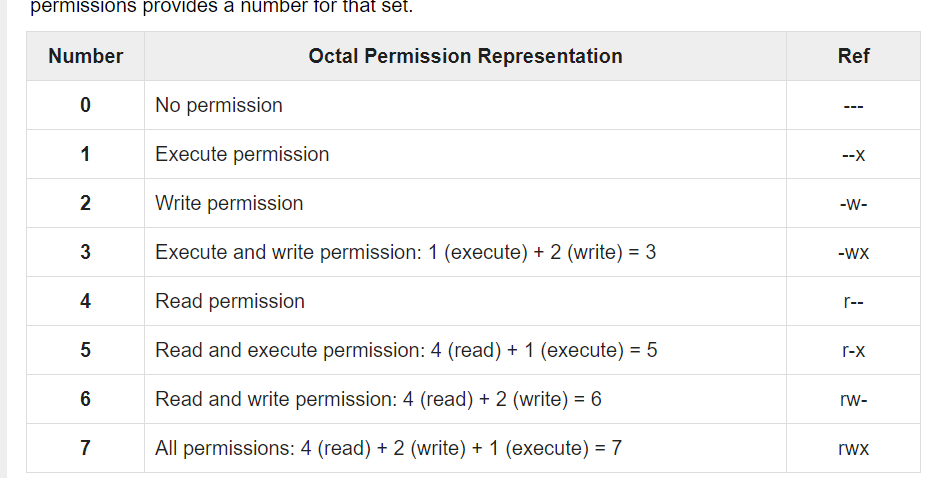 permissions provides a number for that set.
Number Octal Permission Representation Ref
0 No permission ---
1 Execute permission --x
2 Write permission -w-
3 Execute and write permission: 1 (execute) + 2 (write) = 3 -wx
4 Read permission r--
5 Read and execute permission: 4 (read) + 1 (execute) = 5 r-x
6 Read and write permission: 4 (read) + 2 (write) = 6 rw-
7 All permissions: 4 (read) + 2 (write) + 1 (execute) = 7 rwx